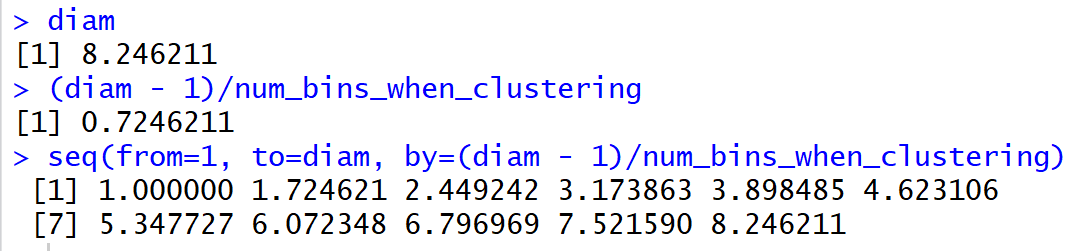 > diam
[1] 8.246211
> (diam - 1)/num_bins_when_clustering
[1] 0.7246211
> seq(from=1, to=diam, by=(diam - 1)/num_bins_when_clustering)
 [1] 1.000000 1.724621 2.449242 3.173863 3.898485 4.623106
 [7] 5.347727 6.072348 6.796969 7.521590 8.246211